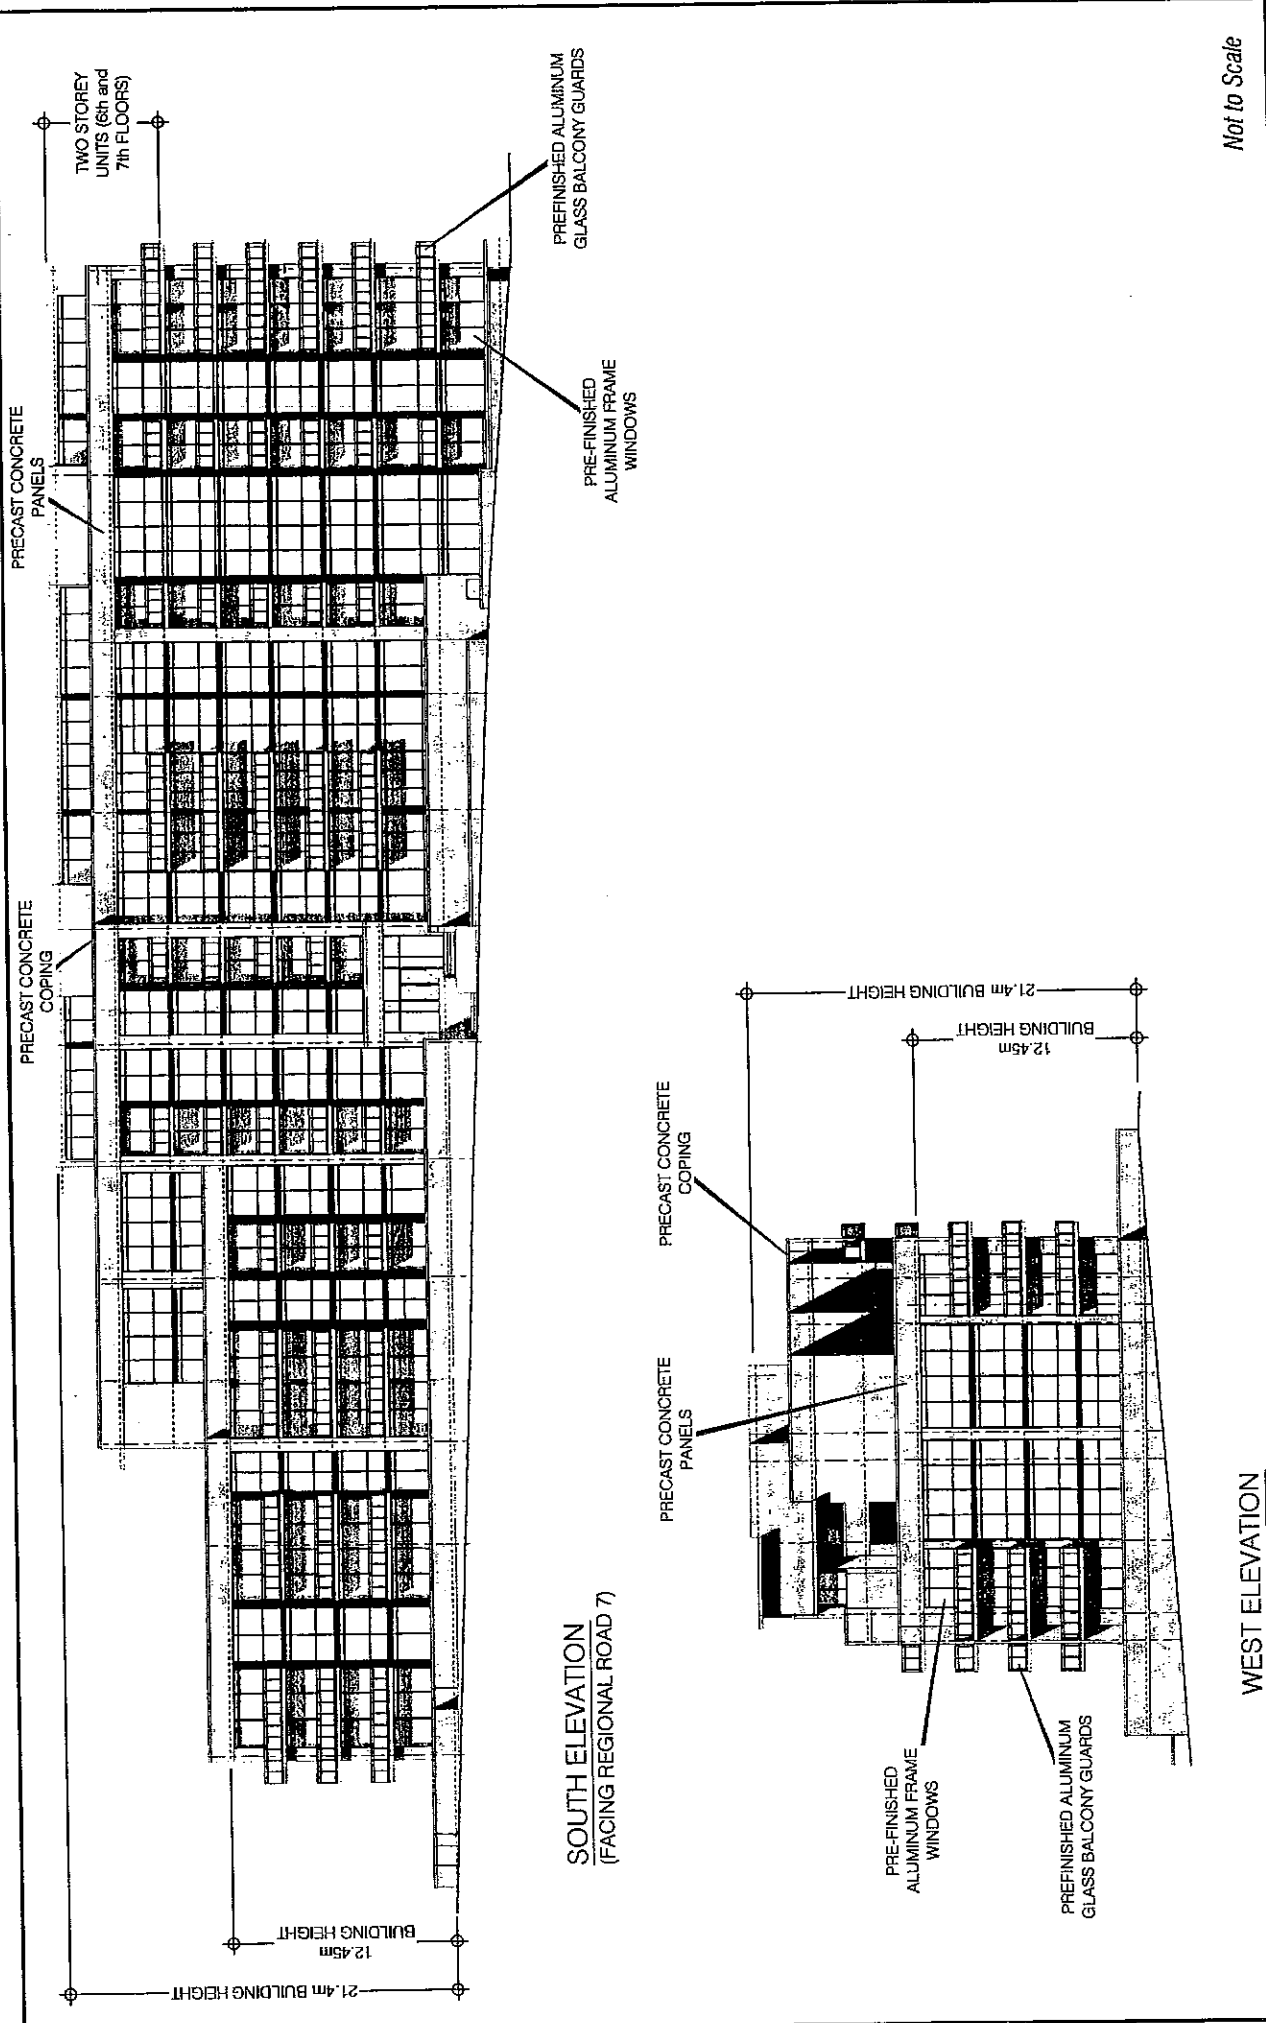 TWO STOREY
UNITS (6th and
7th FLOORS)
PRECAST CONCRETE
PANELS
PRECAST CONCRETE
COPING
PREFINISHED ALUMINUM
GLASS BALCONY GUARDS
PRE-FINISHED
ALUMINUM FRAME
WINDOWS
21.4m BUILDING HEIGHT
12.45m
BUILDING HEIGHT
SOUTH ELEVATION
(FACING REGIONAL ROAD 7)
PRECAST CONCRETE
COPING
PRECAST CONCRETE
PANELS
21.4m BUILDING HEIGHT
12.45m
BUILDING HEIGHT
PRE-FINISHED
ALUMINUM FRAME
WINDOWS
PREFINISHED ALUMINUM
GLASS BALCONY GUARDS
WEST ELEVATION
Not to Scale